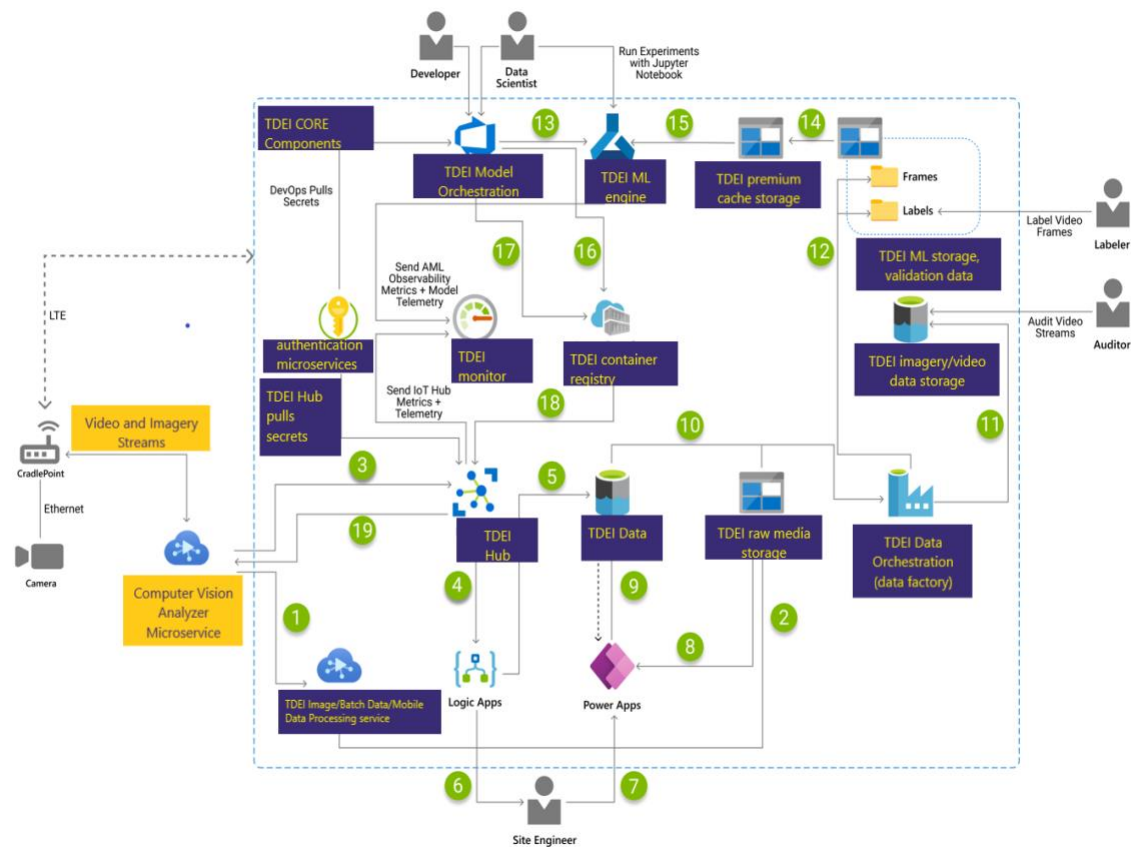 Developer
Data
Scientist
Run Experiments
with Jupyter
Notebook
TDEI CORE
Components
13
15
14
TDEI Model
Orchestration
TDEI ML
engine
TDEI premium
cache storage
Frames
Labels
DevOps Pulls
Secrets
Label Video
Frames
Labeler
17
16
12
TDEI ML storage,
validation data
Send AML
Observability
Metrics + Model
Telemetry
LTE
Audit Video
Streams
Auditor
authentication
microservices
TDEI
monitor
TDEI container
registry
TDEI imagery/video
data storage
TDEI Hub
pulls
secrets
Send IoT Hub
Metrics +
Telemetry
18
Video and Imagery
Streams
10
11
CradlePoint
3
5
Ethernet
19
TDEI
Hub
TDEI Data
TDEI raw media
storage
TDEI Data
Orchestration
(data factory)
Camera
Computer Vision
Analyzer
Microservice
4
9
1
2
8
TDEI Image/Batch Data/Mobile
Data Processing service
Logic Apps
Power Apps
6
7
Site Engineer